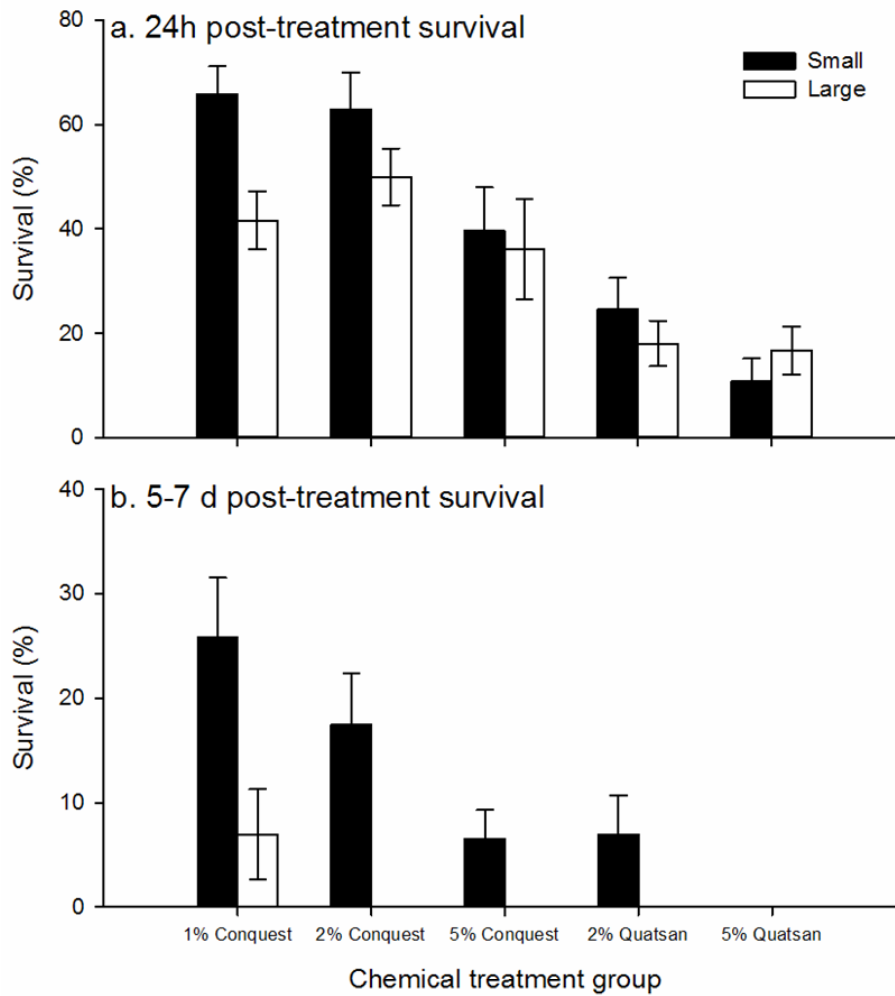 a. 24h post-treatment survival
Small
Large
80
60
40
20
0
Survival (%)
b. 5-7 d post-treatment survival
40
30
20
10
0
Survival (%)
1% Conquest 2% Conquest 5% Conquest 2% Quatsan 5% Quatsan
Chemical treatment group